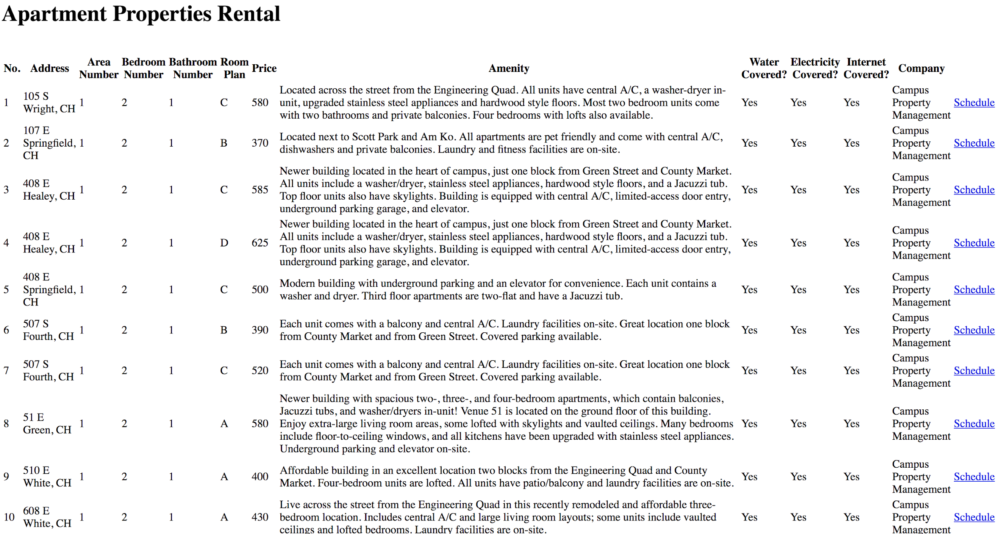 Apartment Properties Rental
No. Address Area Number Bedroom Number Bathroom Number Room Plan Price Amenity Water Covered? Electricity Covered? Internet Covered? Company
1 105 S Wright, CH 1 2 1 C 580 Located across the street from the Engineering Quad. All units have central A/C, a washer-dryer in-
unit, upgraded stainless steel appliances and hardwood style floors. Most two bedroom units come
with two bathrooms and private balconies. Four bedrooms with lofts also available. Yes Yes Yes Campus Property Management Schedule
2 107 E Springfield, CH 1 2 1 B 370 Located next to Scott Park and Am Ko. All apartments are pet friendly and come with central A/C,
dishwashers and private balconies. Laundry and fitness facilities are on-site. Yes Yes Yes Campus Property Management Schedule
3 408 E Healey, CH 1 2 1 C 585 Newer building located in the heart of campus, just one block from Green Street and County Market.
All units include a washer/dryer, stainless steel appliances, hardwood style floors, and a Jacuzzi tub.
Top floor units also have skylights. Building is equipped with central A/C, limited-access door entry,
underground parking garage, and elevator. Yes Yes Yes Campus Property Management Schedule
4 408 E Healey, CH 1 2 1 D 625 Newer building located in the heart of campus, just one block from Green Street and County Market.
All units include a washer/dryer, stainless steel appliances, hardwood style floors, and a Jacuzzi tub.
Top floor units also have skylights. Building is equipped with central A/C, limited-access door entry,
underground parking garage, and elevator. Yes Yes Yes Campus Property Management Schedule
5 408 E Springfield, CH 1 2 1 C 500 Modern building with underground parking and an elevator for convenience. Each unit contains a
washer and dryer. Third floor apartments are two-flat and have a Jacuzzi tub. Yes Yes Yes Campus Property Management Schedule
6 507 S Fourth, CH 1 2 1 B 390 Each unit comes with a balcony and central A/C. Laundry facilities on-site. Great location one block
from County Market and from Green Street. Covered parking available. Yes Yes Yes Campus Property Management Schedule
7 507 S Fourth, CH 1 2 1 C 520 Each unit comes with a balcony and central A/C. Laundry facilities on-site. Great location one block
from County Market and from Green Street. Covered parking available. Yes Yes Yes Campus Property Management Schedule
8 51 E Green, CH 1 2 1 A 580 Newer building with spacious two-, three-, and four-bedroom apartments, which contain balconies,
Jacuzzi tubs, and washer/dryers in-unit! Venue 51 is located on the ground floor of this building.
Enjoy extra-large living room areas, some lofted with skylights and vaulted ceilings. Many bedrooms
include floor-to-ceiling windows, and all kitchens have been upgraded with stainless steel appliances.
Underground parking and elevator on-site. Yes Yes Yes Campus Property Management Schedule
9 510 E White, CH 1 2 1 A 400 Affordable building in an excellent location two blocks from the Engineering Quad and County
Market. Four-bedroom units are lofted. All units have patio/balcony and laundry facilities are on-site. Yes Yes Yes Campus Property Management Schedule
10 608 E White, CH 1 2 1 A 430 Live across the street from the Engineering Quad in this recently remodeled and affordable three-
bedroom location. Includes central A/C and large living room layouts; some units include vaulted
ceilings and lofted bedrooms. Laundry facilities are on-site. Yes Yes Yes Campus Property Management Schedule